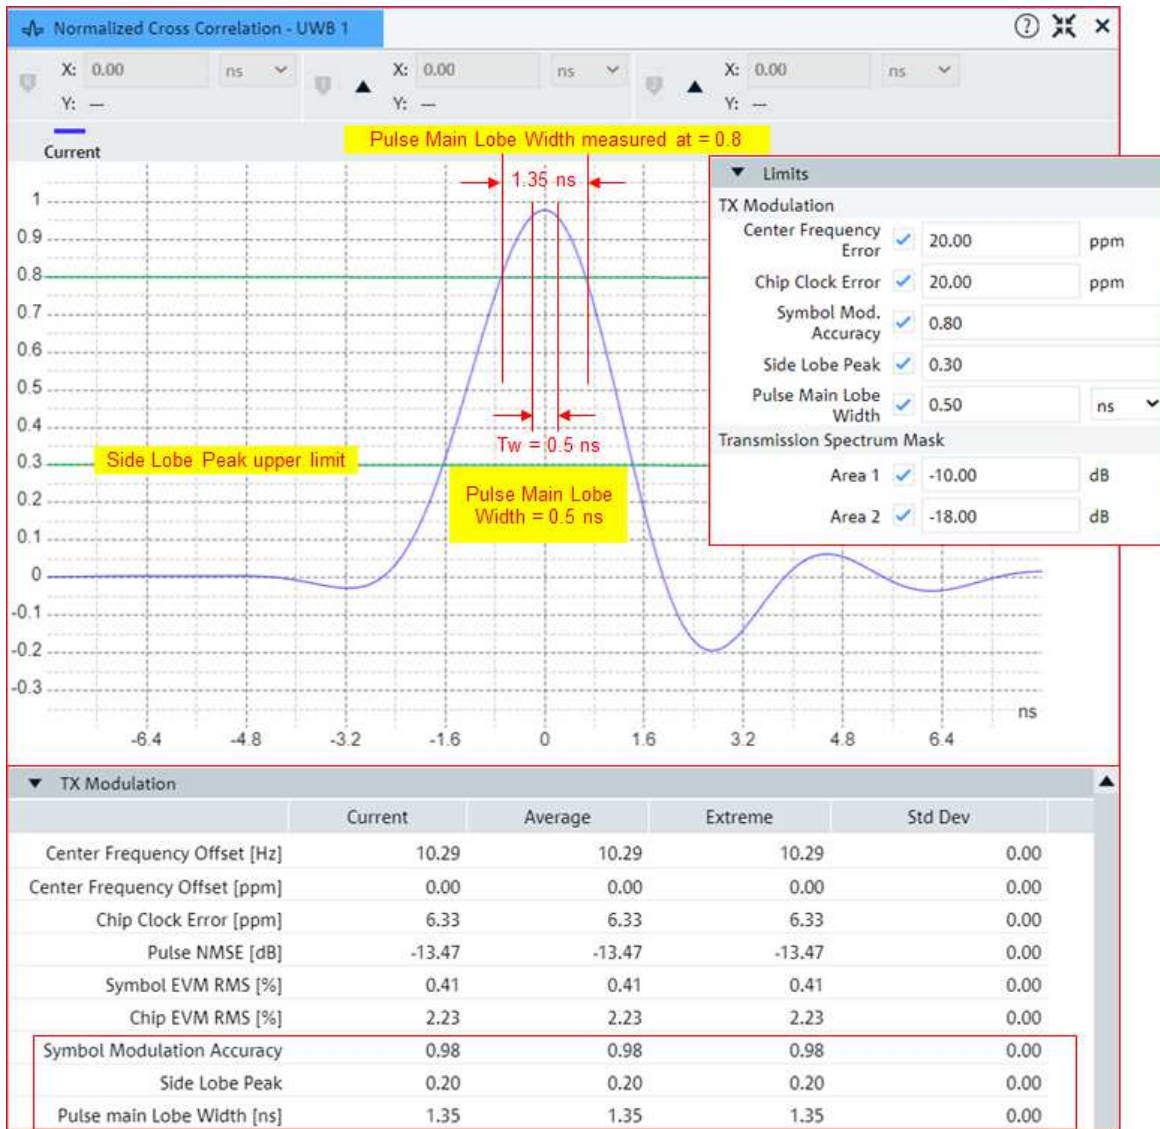 Normalized Cross Correlation - UWB 1
X: 0.00 ns X: 0.00 ns X: 0.00 ns
Y: — Y: — Y: —
Current
Pulse Main Lobe Width measured at = 0.8
1.35 ns
1
0.9
0.8
0.7
0.6
0.5
0.4
0.3
0.2
0.1
0
-0.1
-0.2
-0.3
Tw = 0.5 ns
Side Lobe Peak upper limit
Pulse Main Lobe
Width = 0.5 ns
ns
-6.4 -4.8 -3.2 -1.6 0 1.6 3.2 4.8 6.4
Limits
TX Modulation
Center Frequency
Error 20.00 ppm
Chip Clock Error 20.00 ppm
Symbol Mod.
Accuracy 0.80
Side Lobe Peak 0.30
Pulse Main Lobe
Width 0.50 ns
Transmission Spectrum Mask
Area 1 -10.00 dB
Area 2 -18.00 dB
TX Modulation
Current Average Extreme Std Dev
Center Frequency Offset [Hz] 10.29 10.29 10.29 0.00
Center Frequency Offset [ppm] 0.00 0.00 0.00 0.00
Chip Clock Error [ppm] 6.33 6.33 6.33 0.00
Pulse NMSE [dB] -13.47 -13.47 -13.47 0.00
Symbol EVM RMS [%] 0.41 0.41 0.41 0.00
Chip EVM RMS [%] 2.23 2.23 2.23 0.00
Symbol Modulation Accuracy 0.98 0.98 0.98 0.00
Side Lobe Peak 0.20 0.20 0.20 0.00
Pulse main Lobe Width [ns] 1.35 1.35 1.35 0.00